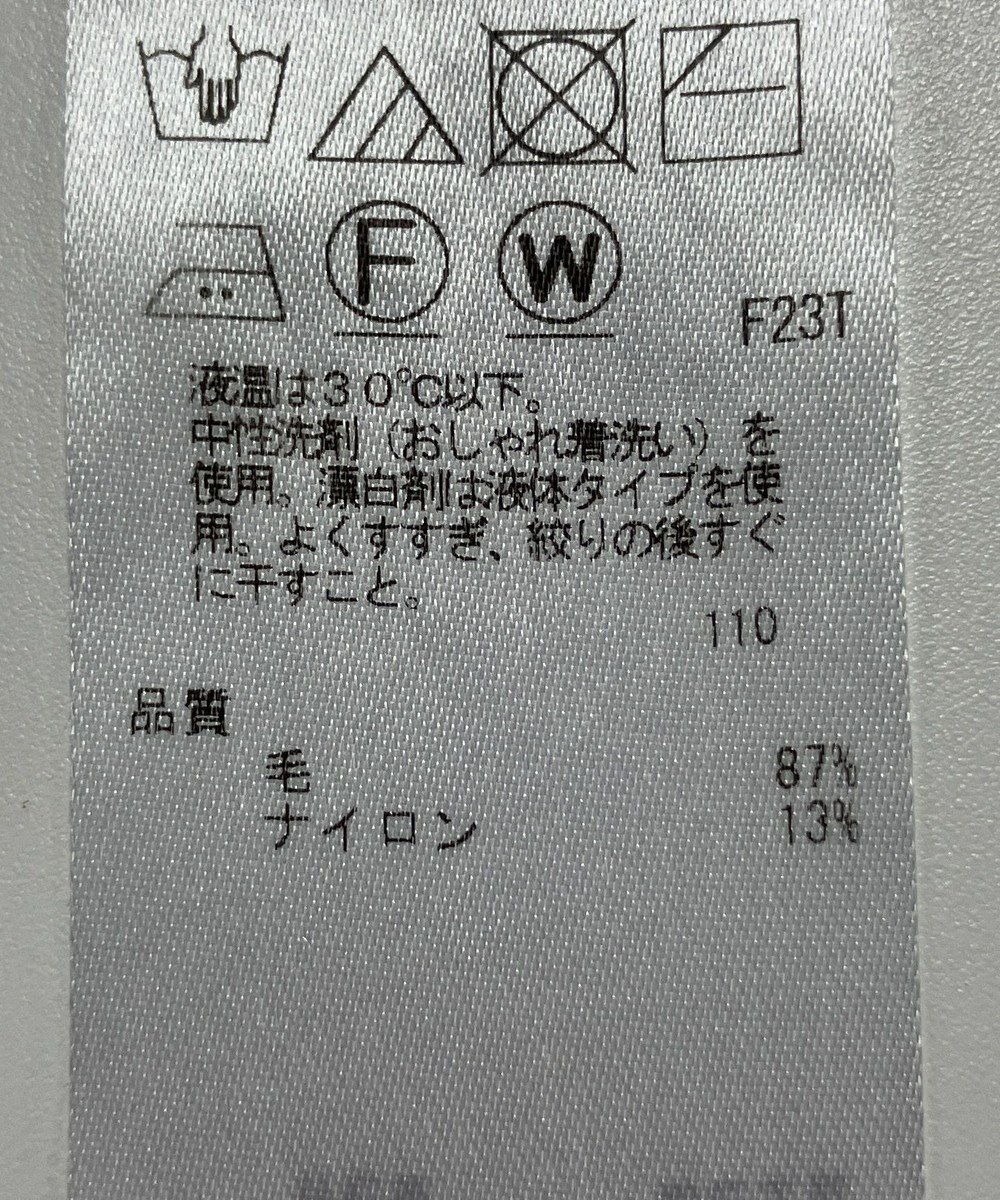 F
W
F23T
液温は30℃以下。
中性洗剤（おしゃれ着洗い）を
使用。漂白剤は液体タイプを使
用。よくすすぎ、絞りの後すぐ
に干すこと。
110
品質
毛 87%
ナイロン 13%